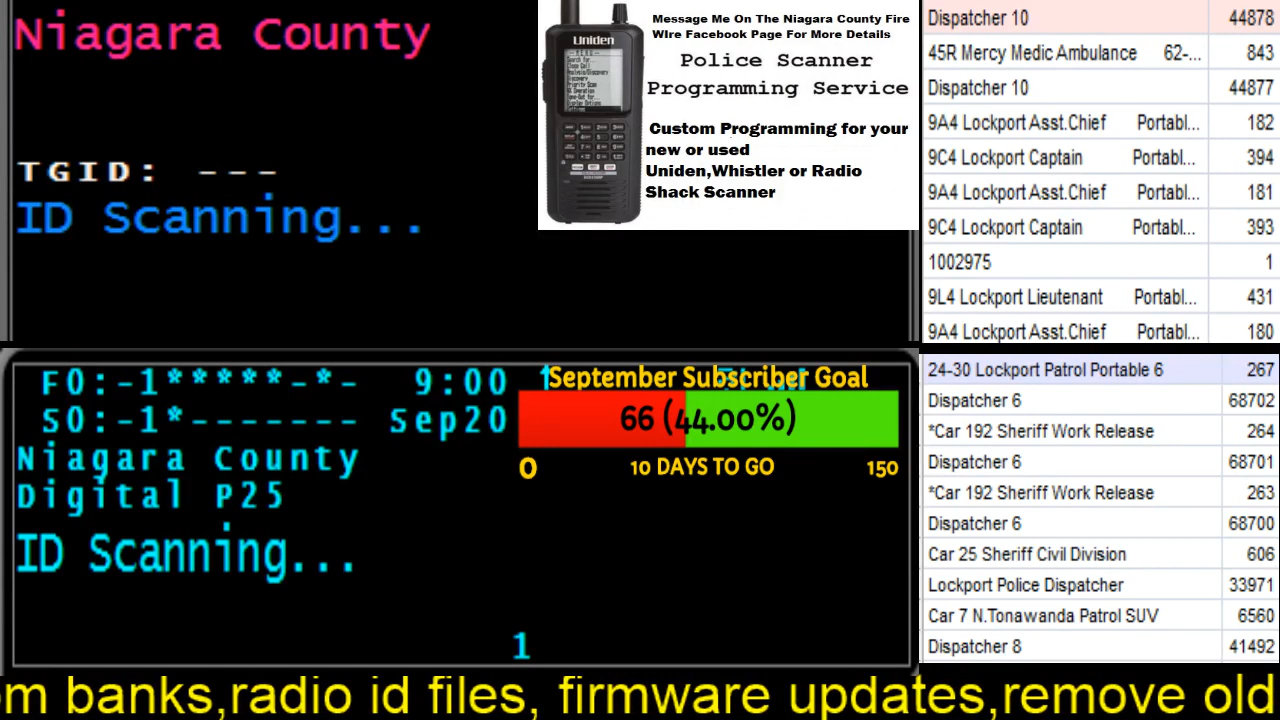 Niagara County
TGID: ---
ID Scanning...
Uniden
Message Me On The Niagara County Fire
WIre Facebook Page For More Details
Police Scanner
Programming Service
Custom Programming for your
new or used
Uniden,Whistler or Radio
Shack Scanner
Dispatcher 10 44878
45R Mercy Medic Ambulance 62-... 843
Dispatcher 10 44877
9A4 Lockport Asst.Chief Portabl... 182
9C4 Lockport Captain Portabl... 394
9A4 Lockport Asst.Chief Portabl... 181
9C4 Lockport Captain Portabl... 393
1002975 1
9L4 Lockport Lieutenant Portabl... 431
9A4 Lockport Asst.Chief Portabl... 180
F0:-1*****-*- 9:00
S0:-1*------- Sep20
Niagara County
Digital P25
ID Scanning...
1
September Subscriber Goal
66 (44.00%)
0 10 DAYS TO GO 150
24-30 Lockport Patrol Portable 6 267
Dispatcher 6 68702
*Car 192 Sheriff Work Release 264
Dispatcher 6 68701
*Car 192 Sheriff Work Release 263
Dispatcher 6 68700
Car 25 Sheriff Civil Division 606
Lockport Police Dispatcher 33971
Car 7 N.Tonawanda Patrol SUV 6560
Dispatcher 8 41492
om banks,radio id files, firmware updates,remove old